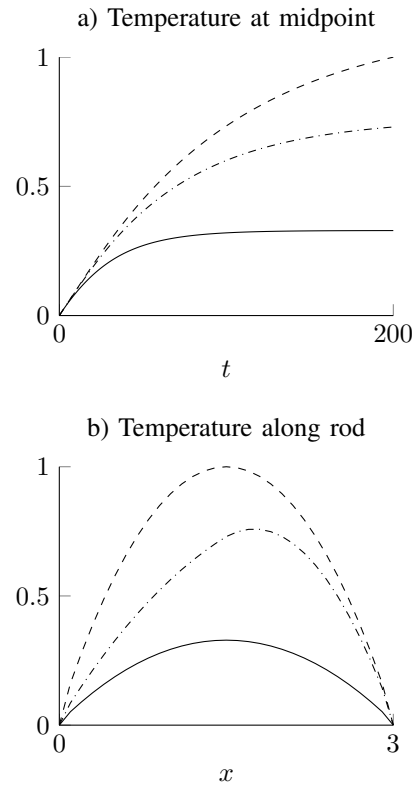 a) Temperature at midpoint
1
0.5
0
0 200
t
b) Temperature along rod
1
0.5
0
0 3
x